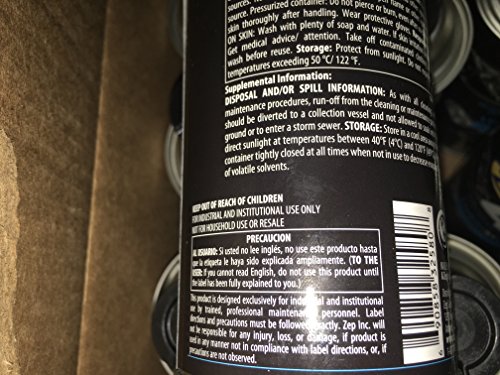 source. Pressurized container: Do not pierce or burn, even
skin thoroughly after handling. Wear protective gloves.
ON SKIN: Wash with plenty of soap and water. If skin
Get medical advice/ attention. Take off contaminated
wash before reuse. Storage: Protect from sunlight. Do
temperatures exceeding 50 °C/ 122 °F.
Supplemental Information:
DISPOSAL AND/OR SPILL INFORMATION: As with all
maintenance procedures, run-off from the cleaning or
should be diverted to a collection vessel and not allowed to
ground or to enter a storm sewer. STORAGE: Store in a cool
direct sunlight at temperatures between 40°F (4°C) and 120°F
container tightly closed at all times when not in use to decrease
of volatile solvents.
KEEP OUT OF REACH OF CHILDREN
FOR INDUSTRIAL AND INSTITUTIONAL USE ONLY
NOT FOR HOUSEHOLD USE OR RESALE
PRECAUCION
AL USUARIO: Si usted no lee inglés, no use este producto hasta
que la etiqueta le haya sido explicada ampliamente. (TO THE
USER: If you cannot read English, do not use this product until
the label has been fully explained to you.)
This product is designed exclusively for industrial and institutional
use by trained, professional maintenance personnel. Label
directions and precautions must be followed exactly. Zep Inc. will
not be responsible for any injury, loss, or damage, if product is
used in any manner not in compliance with label directions, or, if
precautions are not observed.